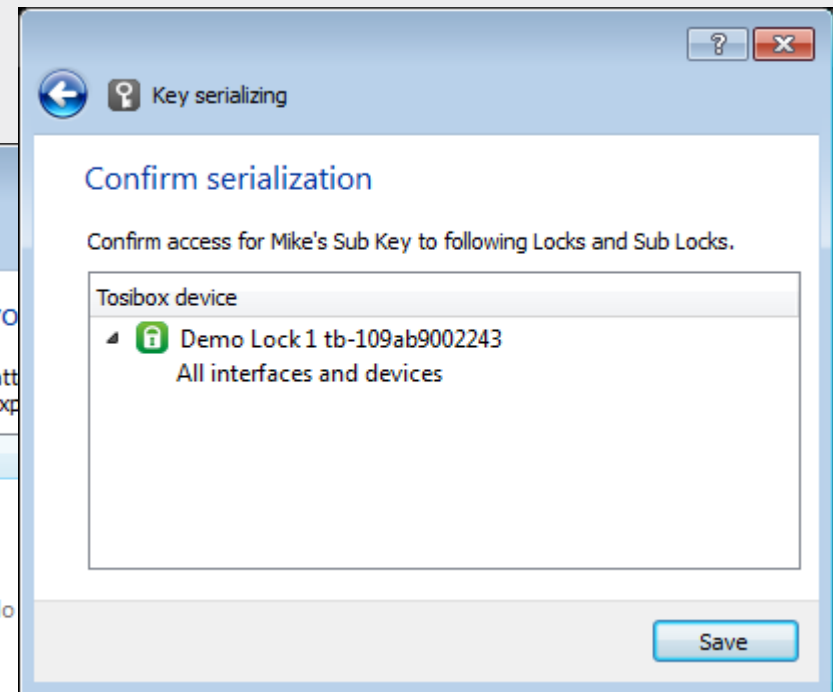 Key serializing
Confirm serialization
Confirm access for Mike's Sub Key to following Locks and Sub Locks.
Tosibox device
Demo Lock 1 tb-109ab9002243
All interfaces and devices
Save